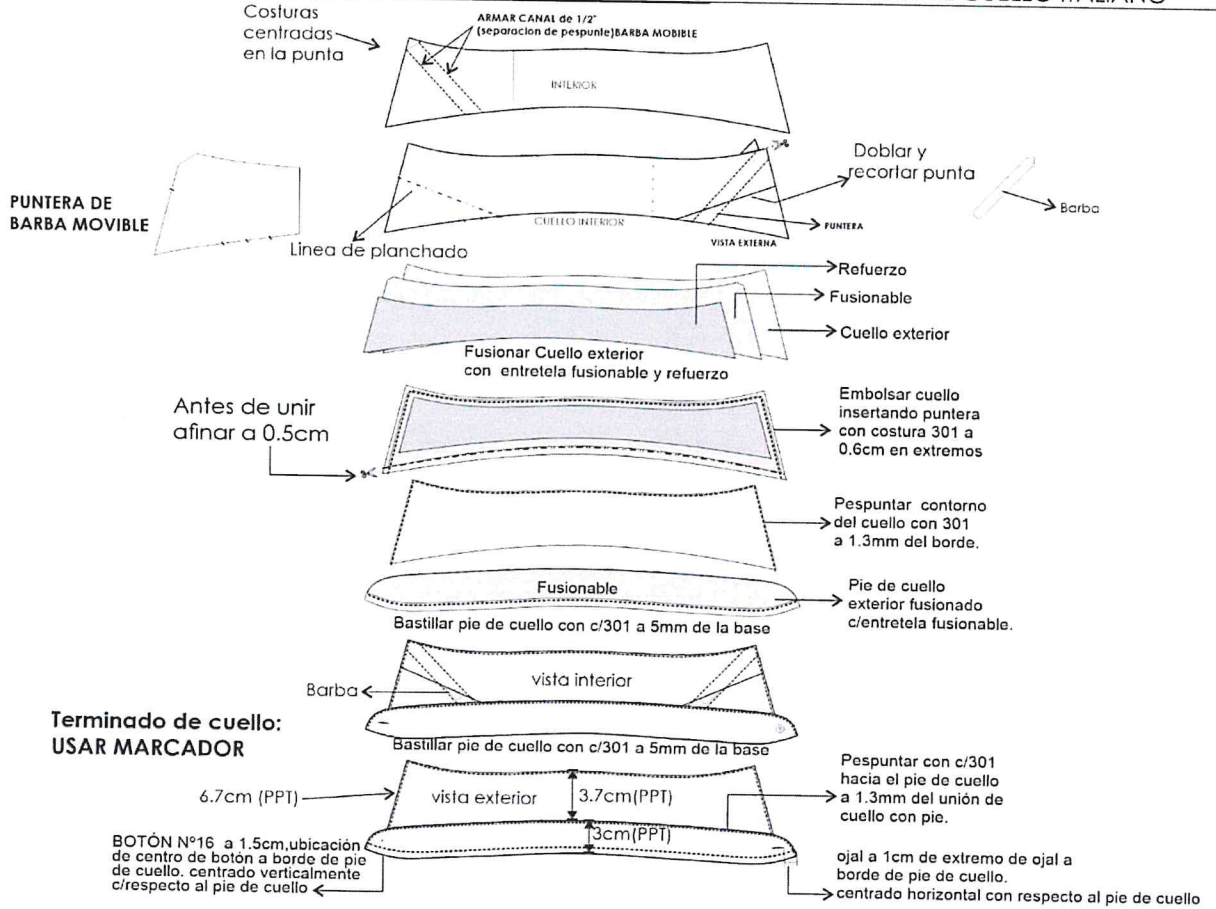 CUELLO ITALIANO
Costuras
centradas
en la punta
ARMAR CANAL de 1/2"
(separacion de pespunte)BARBA MOBIBLE
INTERIOR
PUNTERA DE
BARBA MOVIBLE
Doblar y
recortar punta
Barba
CUELLO INTERIOR
PUNTERA
VISTA EXTERNA
Linea de planchado
Refuerzo
Fusionable
Cuello exterior
Fusionar Cuello exterior
con entretela fusionable y refuerzo
Antes de unir
afinar a 0.5cm
Embolsar cuello
insertando puntera
con costura 301 a
0.6cm en extremos
Pespuntar contorno
del cuello con 301
a 1.3mm del borde.
Fusionable
Pie de cuello
exterior fusionado
c/entretela fusionable.
Bastillar pie de cuello con c/301 a 5mm de la base
Barba
vista interior
Terminado de cuello:
USAR MARCADOR
Bastillar pie de cuello con c/301 a 5mm de la base
6.7cm (PPT)
vista exterior
3.7cm(PPT)
3cm(PPT)
Pespuntar con c/301
hacia el pie de cuello
a 1.3mm del unión de
cuello con pie.
BOTÓN Nº16 a 1.5cm,ubicación
de centro de botón a borde de pie
de cuello. centrado verticalmente
c/respecto al pie de cuello
ojal a 1cm de extremo de ojal a
borde de pie de cuello.
centrado horizontal con respecto al pie de cuello